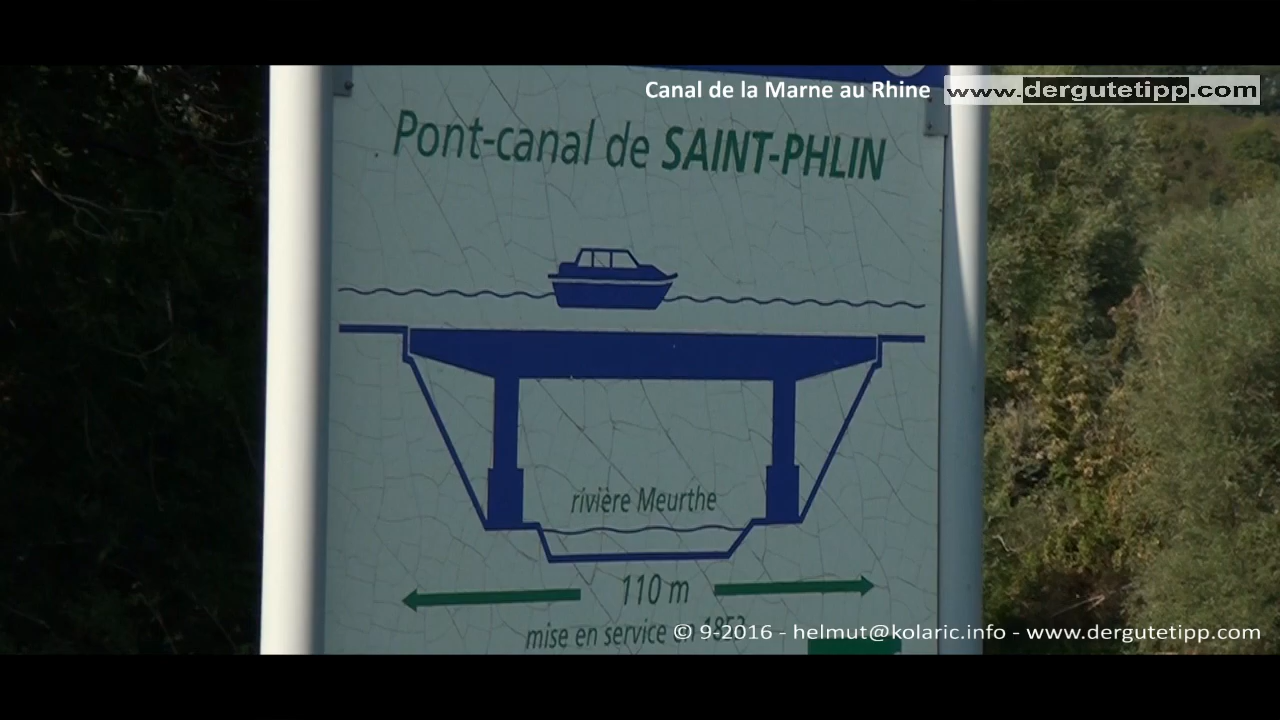 Canal de la Marne au Rhine www.dergutetipp.com
Pont-canal de SAINT-PHLIN
rivière Meurthe
110 m
mise en service en
© 9-2016 - helmut@kolaric.info - www.dergutetipp.com